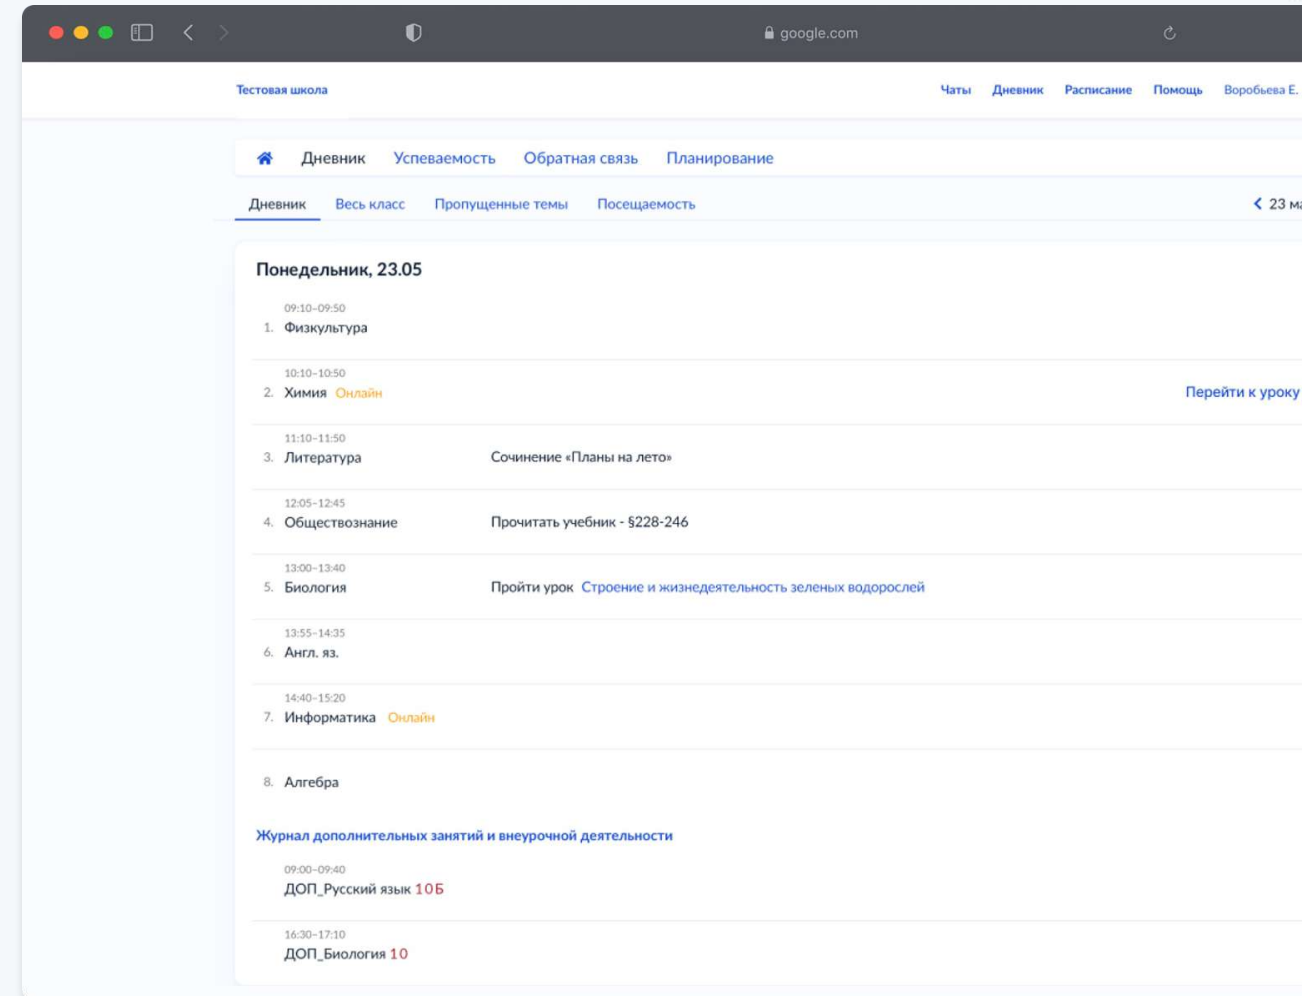 google.com
Тестовая школа Чаты Дневник Расписание Помощь Воробьева Е.
Дневник Успеваемость Обратная связь Планирование
Дневник Весь класс Пропущенные темы Посещаемость 23
Понедельник, 23.05
09:10–09:50
1. Физкультура
10:10–10:50
2. Химия Онлайн Перейти к уроку
11:10–11:50
3. Литература Сочинение «Планы на лето»
12:05–12:45
4. Обществознание Прочитать учебник - §228-246
13:00–13:40
5. Биология Пройти урок Строение и жизнедеятельность зеленых водорослей
13:55–14:35
6. Англ. яз.
14:40–15:20
7. Информатика Онлайн
8. Алгебра
Журнал дополнительных занятий и внеурочной деятельности
09:00–09:40
ДОП_Русский язык 10Б
16:30–17:10
ДОП_Биология 10